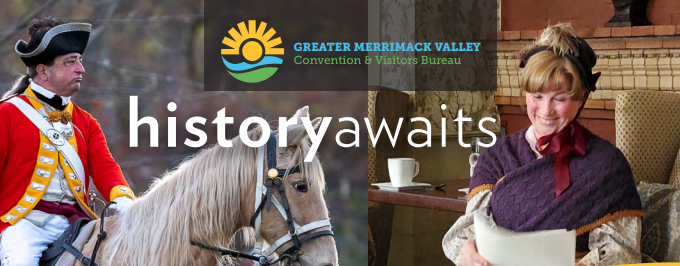 GREATER MERRIMACK VALLEY
Convention & Visitors Bureau
historyawaits